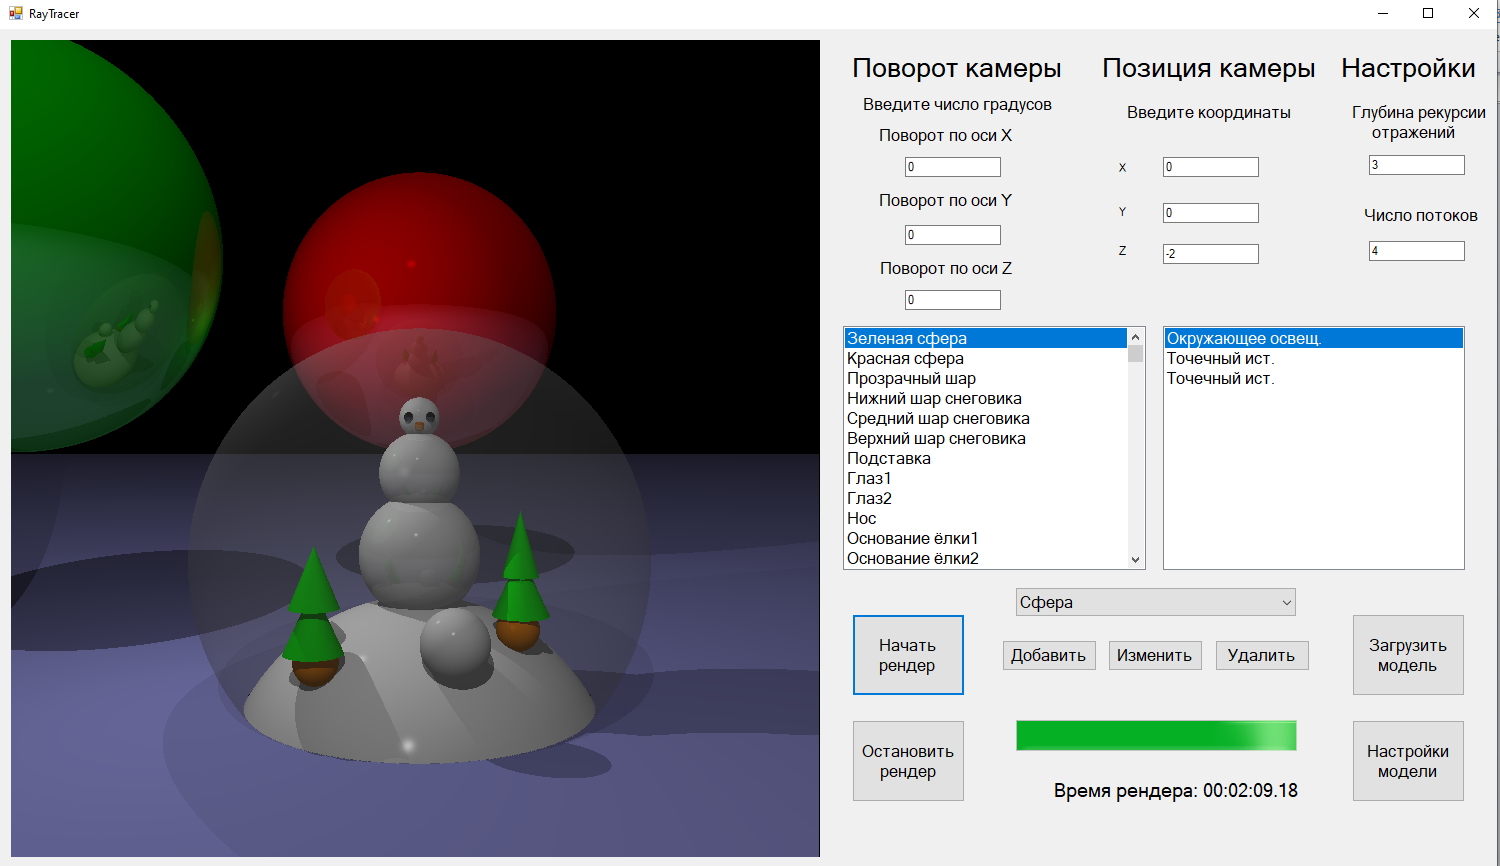 RayTracer
Поворот камеры
Введите число градусов
Поворот по оси X
0
Поворот по оси Y
0
Поворот по оси Z
0
Позиция камеры
Введите координаты
X
0
Y
0
Z
-2
Настройки
Глубина рекурсии
отражений
3
Число потоков
4
Зеленая сфера
Красная сфера
Прозрачный шар
Нижний шар снеговика
Средний шар снеговика
Верхний шар снеговика
Подставка
Глаз1
Глаз2
Нос
Основание ёлки1
Основание ёлки2
Окружающее освещ.
Точечный ист.
Точечный ист.
Сфера
Начать
рендер
Добавить
Изменить
Удалить
Загрузить
модель
Остановить
рендер
Настройки
модели
Время рендера: 00:02:09.18